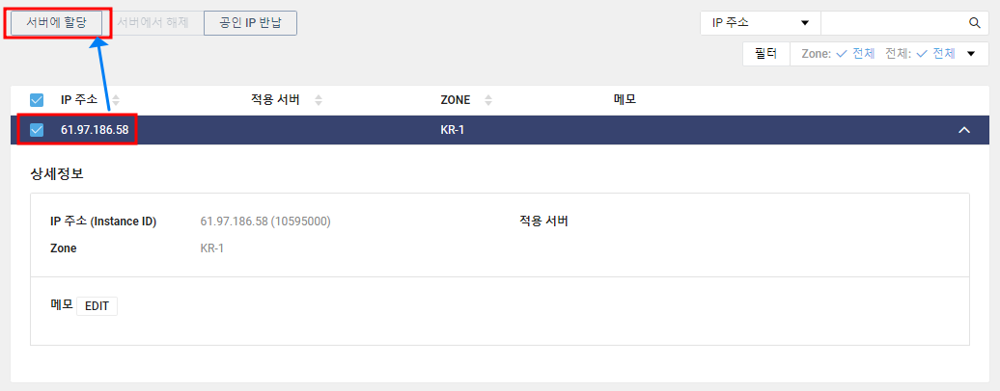 서버에 할당 서버에서 해제 공인 IP 반납 IP 주소
필터 Zone: 전체 전체: 전체
IP 주소 적용 서버 ZONE 메모
61.97.186.58 KR-1
상세정보
IP 주소 (Instance ID) 61.97.186.58 (10595000) 적용 서버
Zone KR-1
메모 EDIT